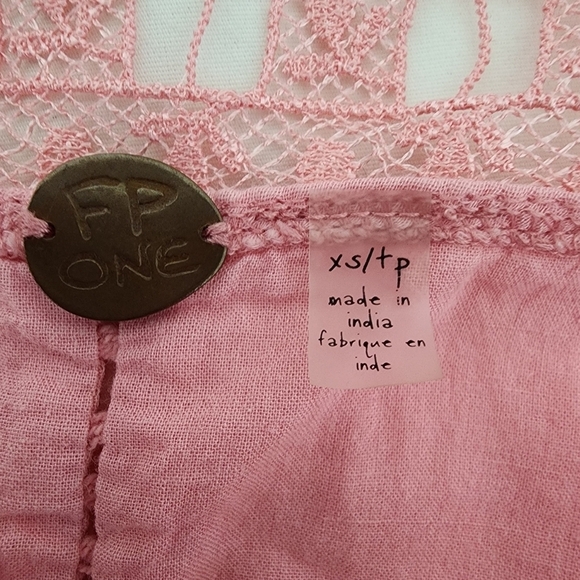 FP
ONE
xs/tp
made in
india
fabrique en
inde